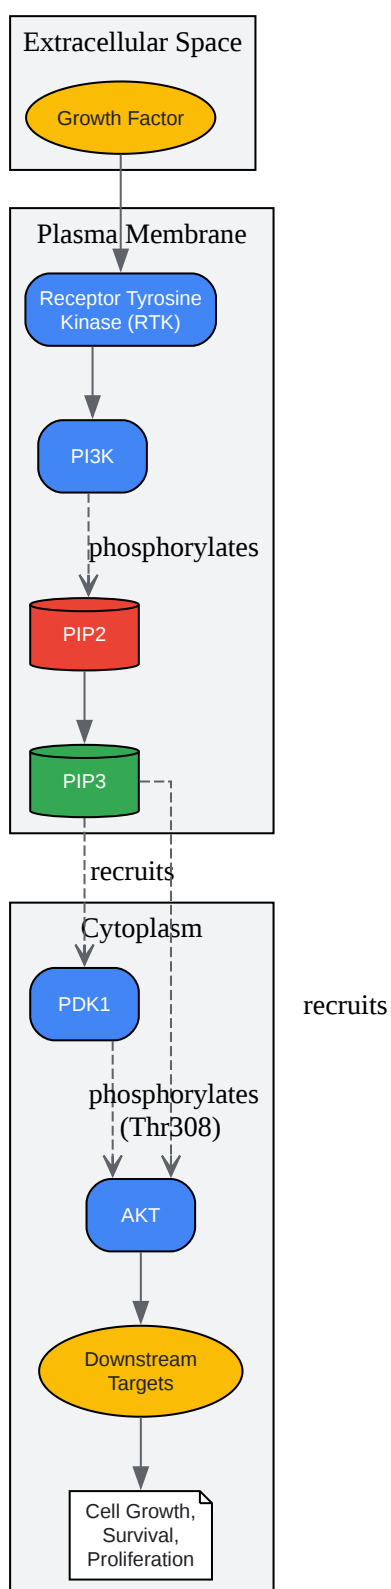 Extracellular Space
Growth Factor
Plasma Membrane
Receptor Tyrosine
Kinase (RTK)
PI3K
phosphorylates
PIP2
PIP3
recruits
Cytoplasm
PDK1
recruits
phosphorylates
(Thr308)
AKT
Downstream
Targets
Cell Growth,
Survival,
Proliferation